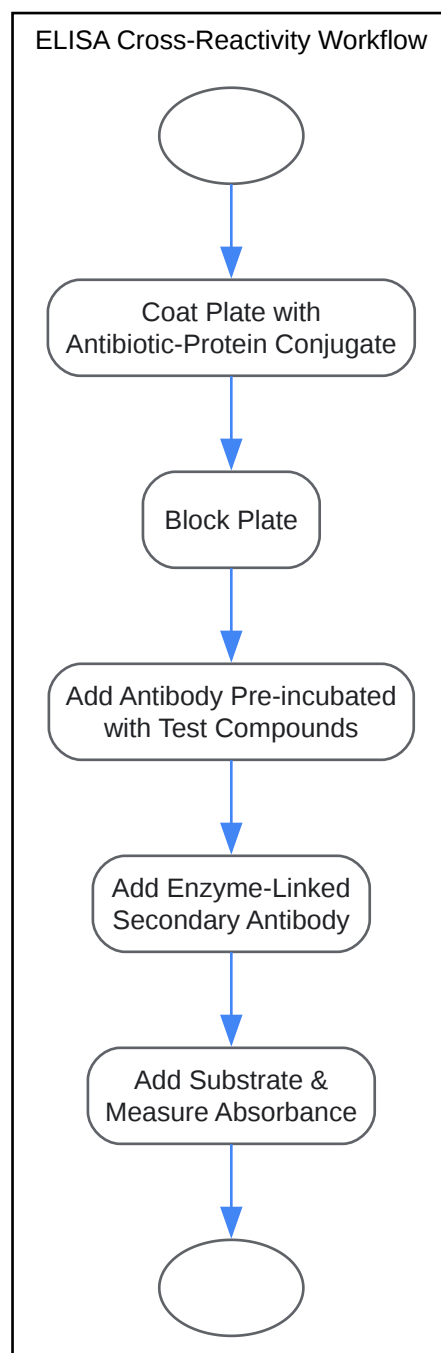 ELISA Cross-Reactivity Workflow
Coat Plate with
Antibiotic-Protein Conjugate
Block Plate
Add Antibody Pre-incubated
with Test Compounds
Add Enzyme-Linked
Secondary Antibody
Add Substrate &
Measure Absorbance